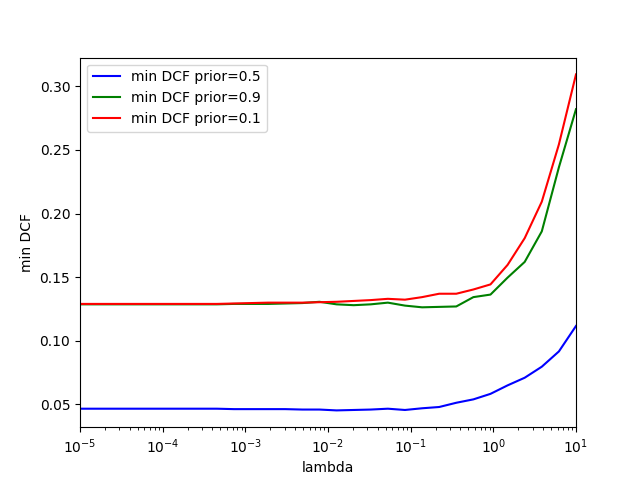 min DCF prior=0.5
min DCF prior=0.9
min DCF prior=0.1
min DCF
0.30
0.25
0.20
0.15
0.10
0.05
10⁻⁵ 10⁻⁴ 10⁻³ 10⁻² 10⁻¹ 10⁰ 10¹
lambda